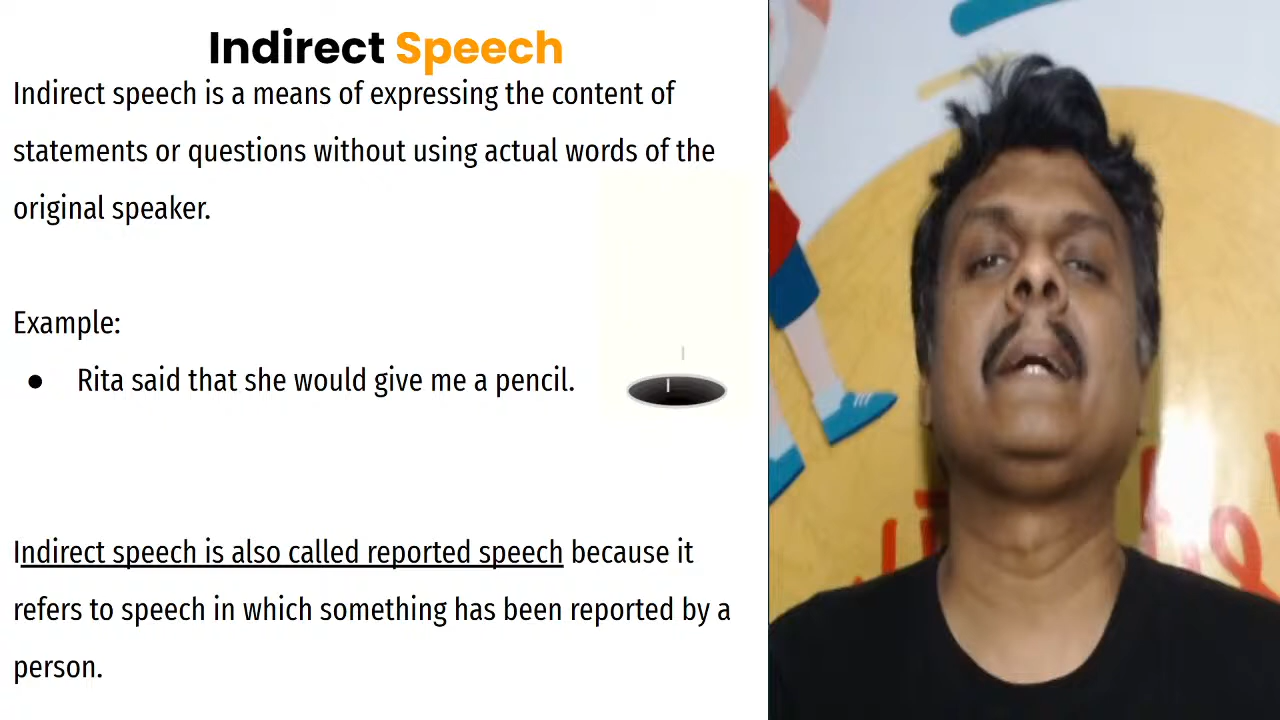 Indirect Speech
Indirect speech is a means of expressing the content of
statements or questions without using actual words of the
original speaker.
Example:
● Rita said that she would give me a pencil.
Indirect speech is also called reported speech because it
refers to speech in which something has been reported by a
person.